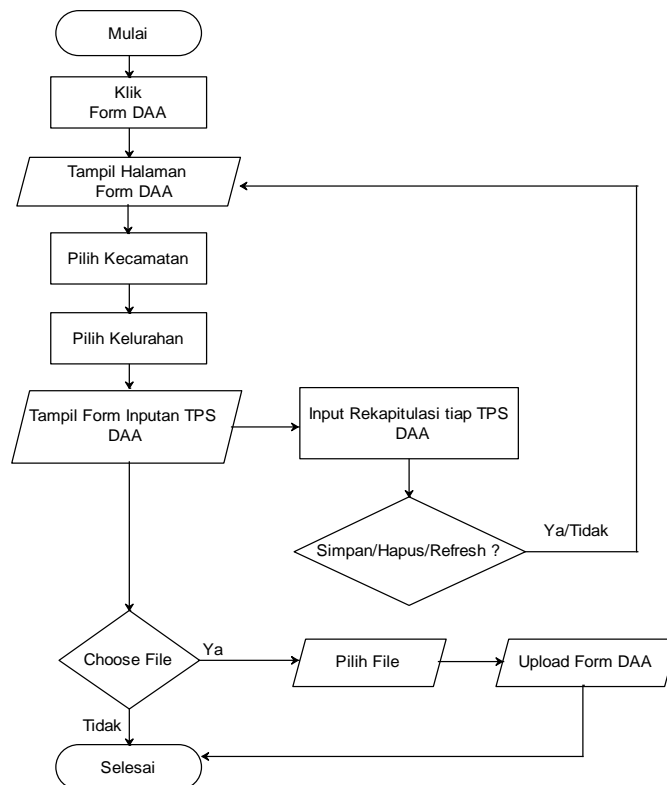 Mulai
Klik
Form DAA
Tampil Halaman
Form DAA
Pilih Kecamatan
Pilih Kelurahan
Tampil Form Inputan TPS
DAA
Input Rekapitulasi tiap TPS
DAA
Simpan/Hapus/Refresh ?
Ya/Tidak
Choose File
Ya
Pilih File
Upload Form DAA
Tidak
Selesai